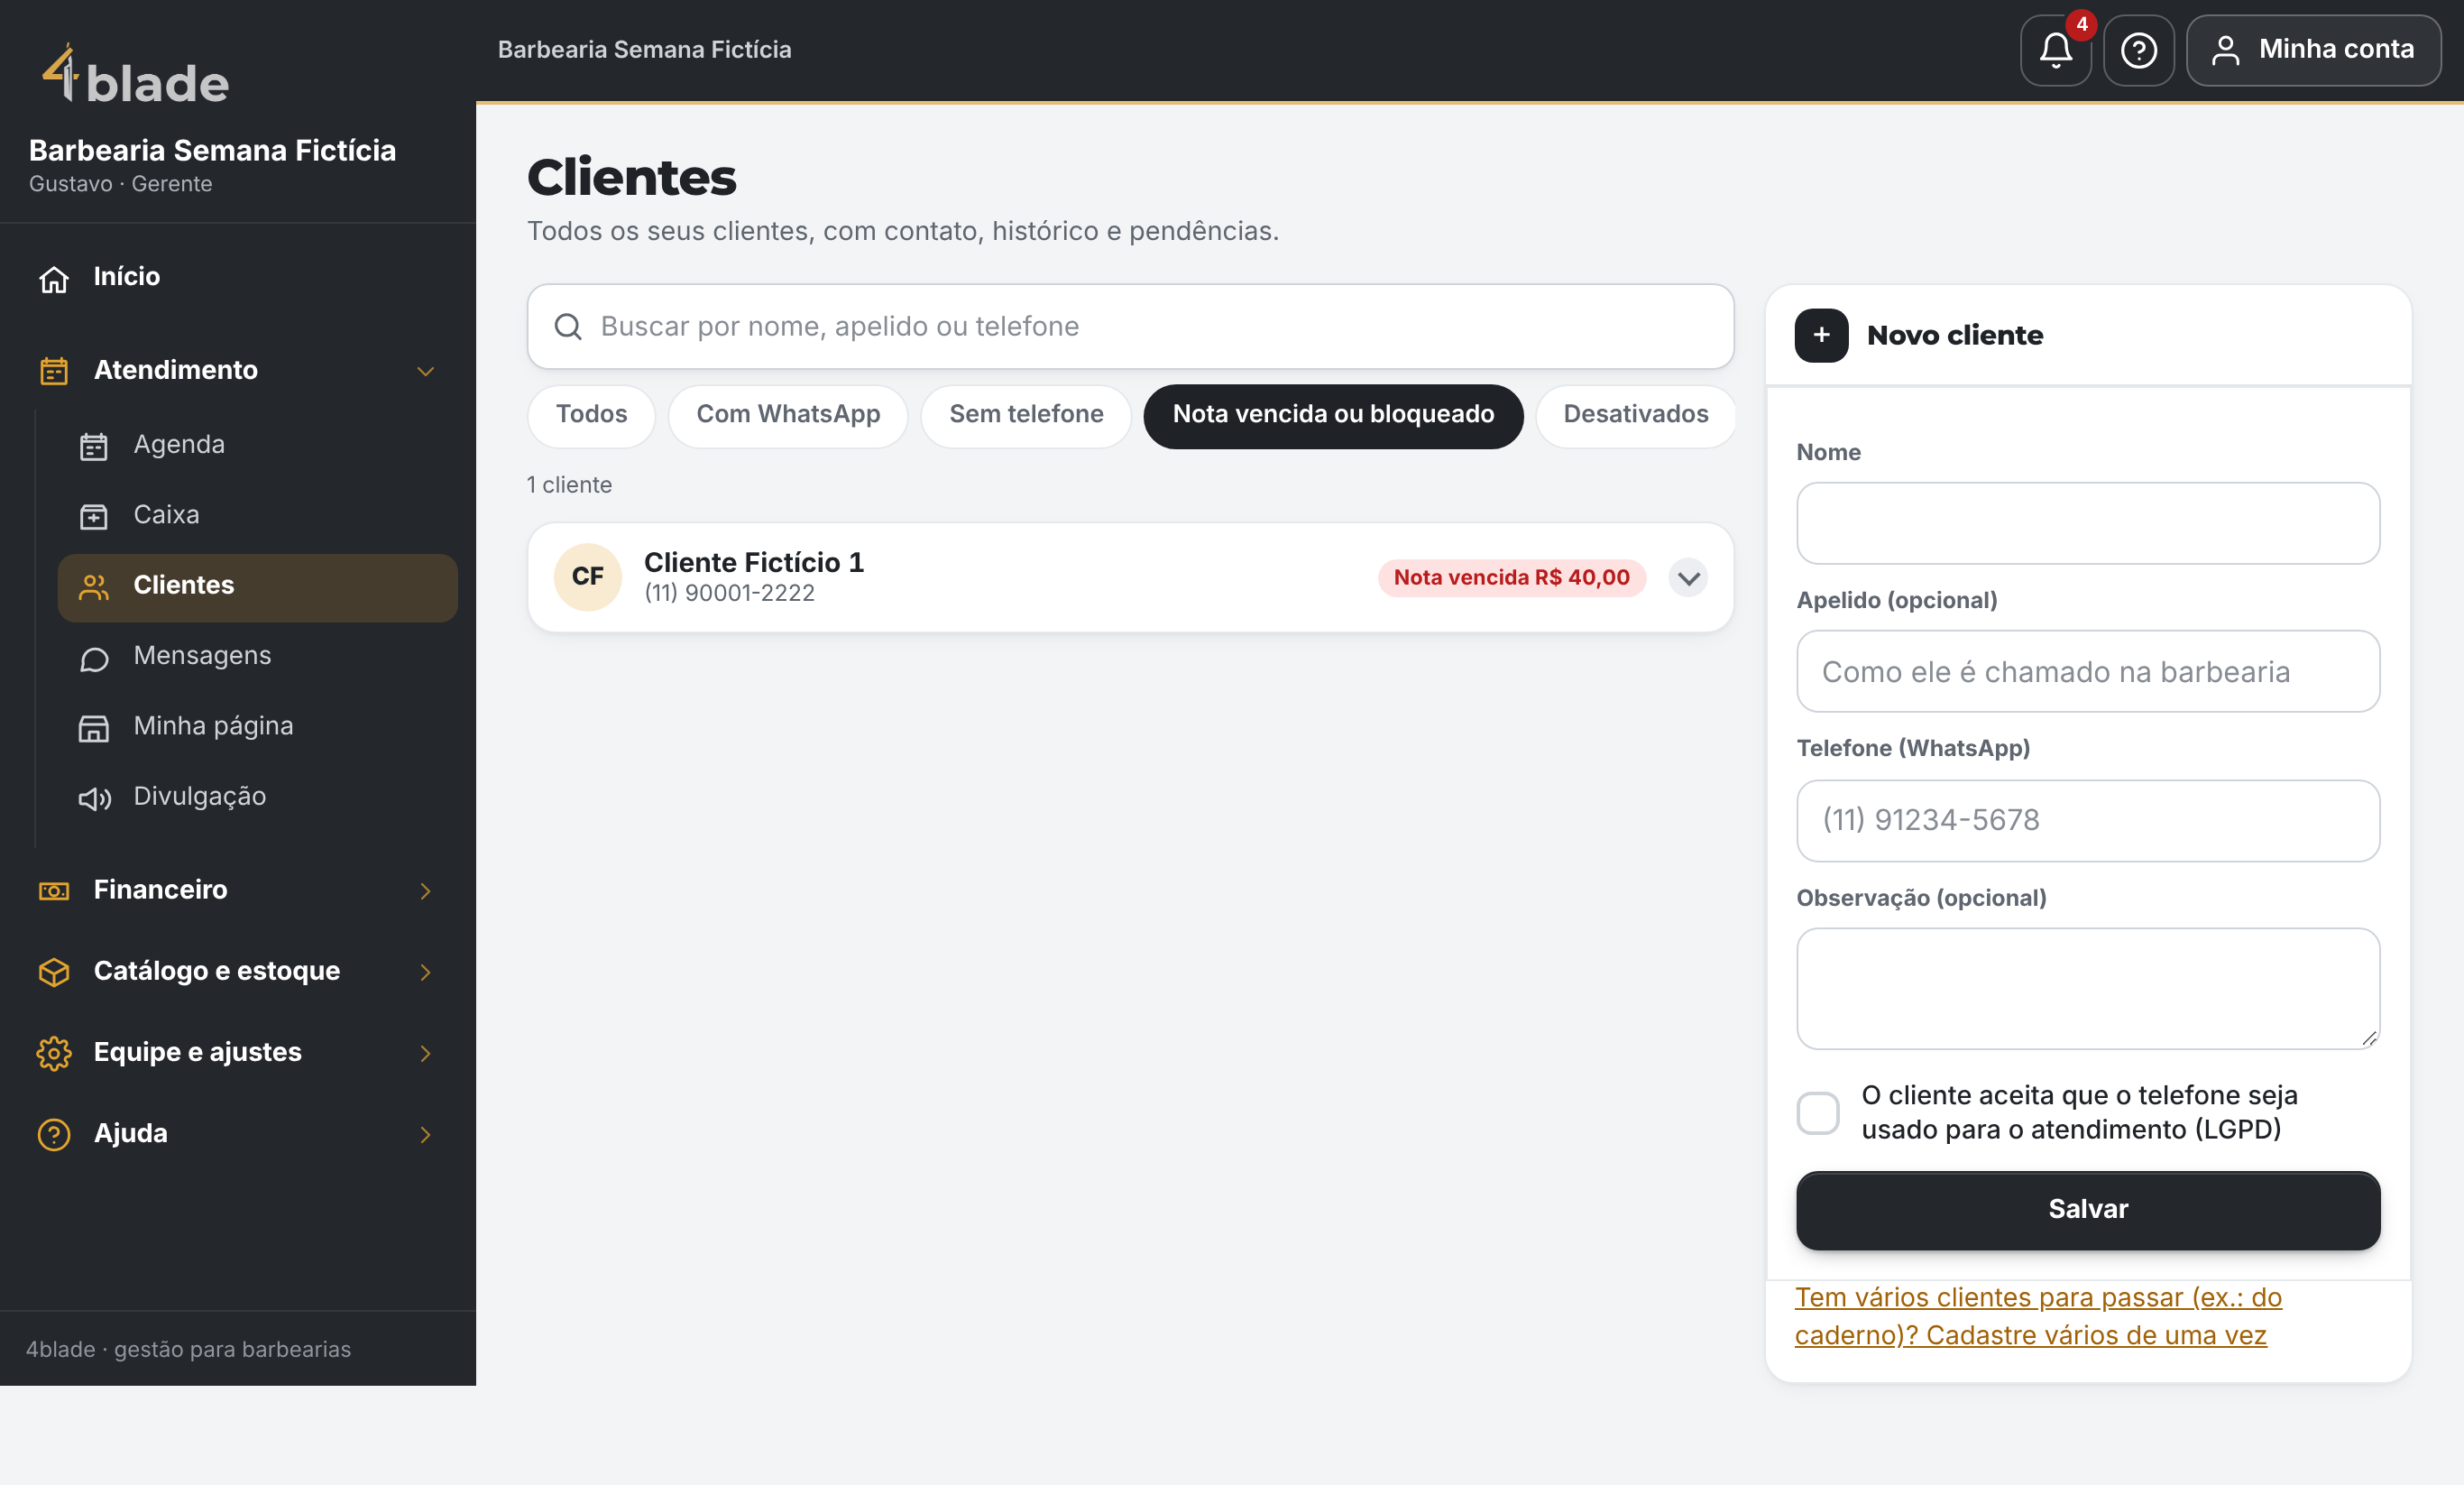 4blade
Barbearia Semana Fictícia
Gustavo · Gerente
Início
Atendimento
Agenda
Caixa
Clientes
Mensagens
Minha página
Divulgação
Financeiro
Catálogo e estoque
Equipe e ajustes
Ajuda
4blade · gestão para barbearias
Barbearia Semana Fictícia
4
Minha conta
Clientes
Todos os seus clientes, com contato, histórico e pendências.
Buscar por nome, apelido ou telefone
Todos
Com WhatsApp
Sem telefone
Nota vencida ou bloqueado
Desativados
1 cliente
CF
Cliente Fictício 1
(11) 90001-2222
Nota vencida R$ 40,00
+ Novo cliente
Nome
Apelido (opcional)
Como ele é chamado na barbearia
Telefone (WhatsApp)
(11) 91234-5678
Observação (opcional)
O cliente aceita que o telefone seja
usado para o atendimento (LGPD)
Salvar
Tem vários clientes para passar (ex.: do
caderno)? Cadastre vários de uma vez